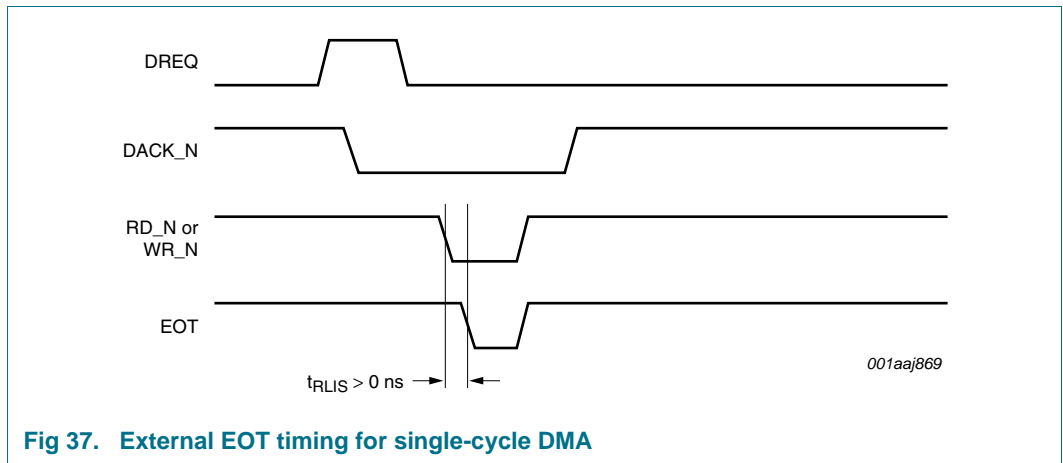 DREQ
DACK_N
RD_N or
WR_N
EOT
tRLIS > 0 ns
001aaj869
Fig 37. External EOT timing for single-cycle DMA